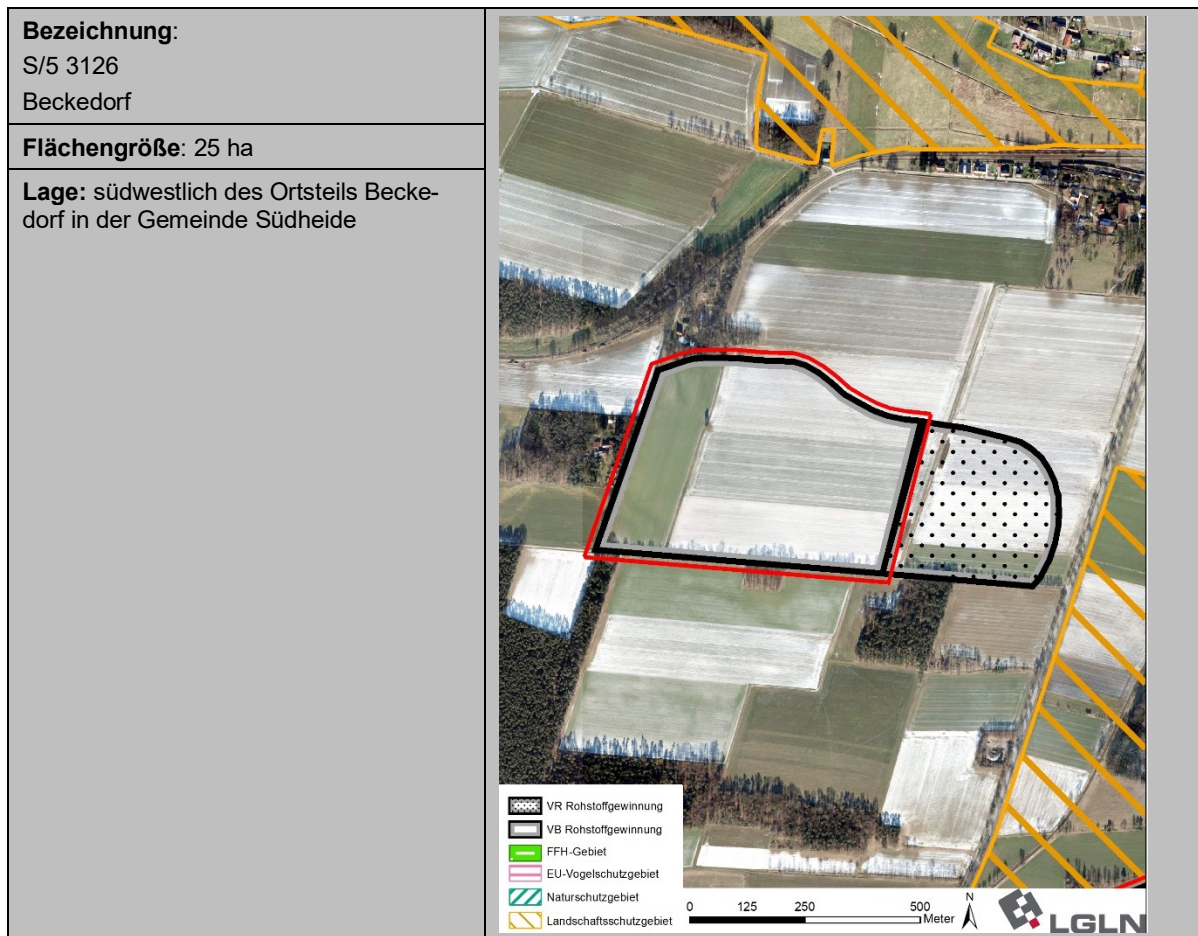 Bezeichnung:
S/5 3126
Beckedorf
Flächengröße: 25 ha
Lage: südwestlich des Ortsteils Becke-
dorf in der Gemeinde Südheide
VR Rohstoffgewinnung
VB Rohstoffgewinnung
FFH-Gebiet
EU-Vogelschutzgebiet
Naturschutzgebiet
Landschaftsschutzgebiet
0 125 250 500
Meter
N
LGLN